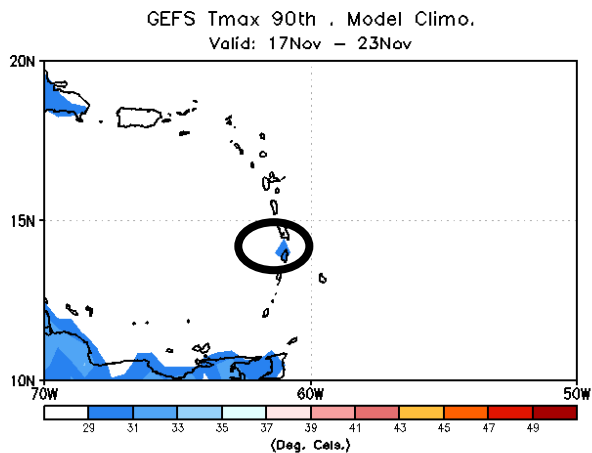 GEFS Tmax 90th . Model Climo.
Valid: 17Nov – 23Nov
20N
15N
10N
70W 60W 50W
29 31 33 35 37 39 41 43 45 47 49
(Deg. Cels.)